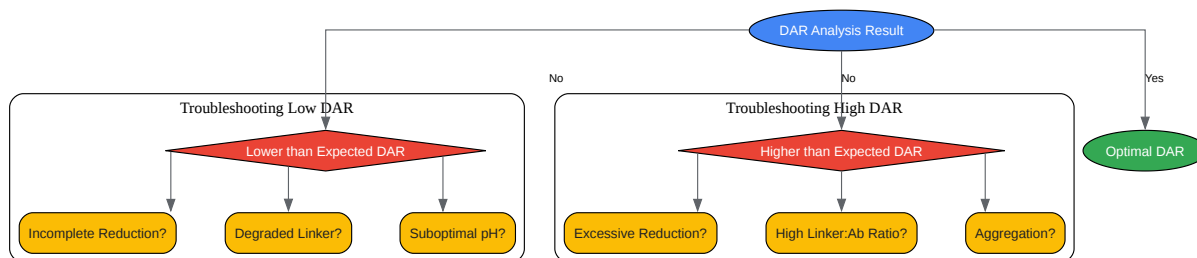 DAR Analysis Result
No
No
Yes
Troubleshooting Low DAR
Troubleshooting High DAR
Lower than Expected DAR
Higher than Expected DAR
Optimal DAR
Incomplete Reduction?
Degraded Linker?
Suboptimal pH?
Excessive Reduction?
High Linker:Ab Ratio?
Aggregation?